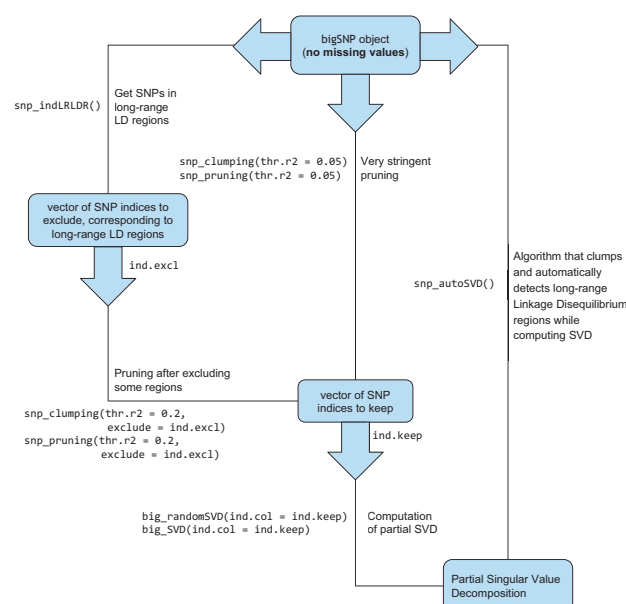 bigSNP object
(no missing values)
Get SNPs in
long-range
LD regions
snp_indLRLDR()
snp_clumping(thr.r2 = 0.05)
snp_pruning(thr.r2 = 0.05)
Very stringent
pruning
vector of SNP indices to
exclude, corresponding to
long-range LD regions
ind.excl
snp_autoSVD()
Algorithm that clumps
and automatically
detects long-range
Linkage Disequilibrium
regions while
computing SVD
Pruning after excluding
some regions
snp_clumping(thr.r2 = 0.2,
exclude = ind.excl)
snp_pruning(thr.r2 = 0.2,
exclude = ind.excl)
vector of SNP
indices to keep
ind.keep
big_randomSVD(ind.col = ind.keep)
big_SVD(ind.col = ind.keep)
Computation
of partial SVD
Partial Singular Value
Decomposition